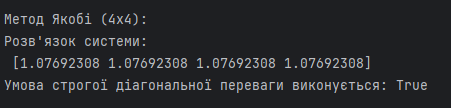 Метод Якобі (4x4):
Розв'язок системи:
[1.07692308 1.07692308 1.07692308 1.07692308]
Умова строгої діагональної переваги виконується: True